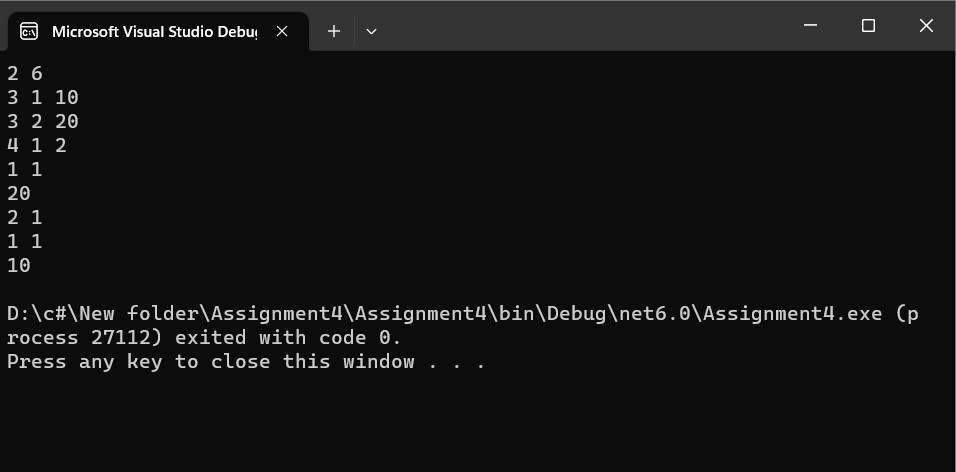 Microsoft Visual Studio Debu
2 6
3 1 10
3 2 20
4 1 2
1 1
20
2 1
1 1
10
D:\c#\New folder\Assignment4\Assignment4\bin\Debug\net6.0\Assignment4.exe (p
rocess 27112) exited with code 0.
Press any key to close this window . . .